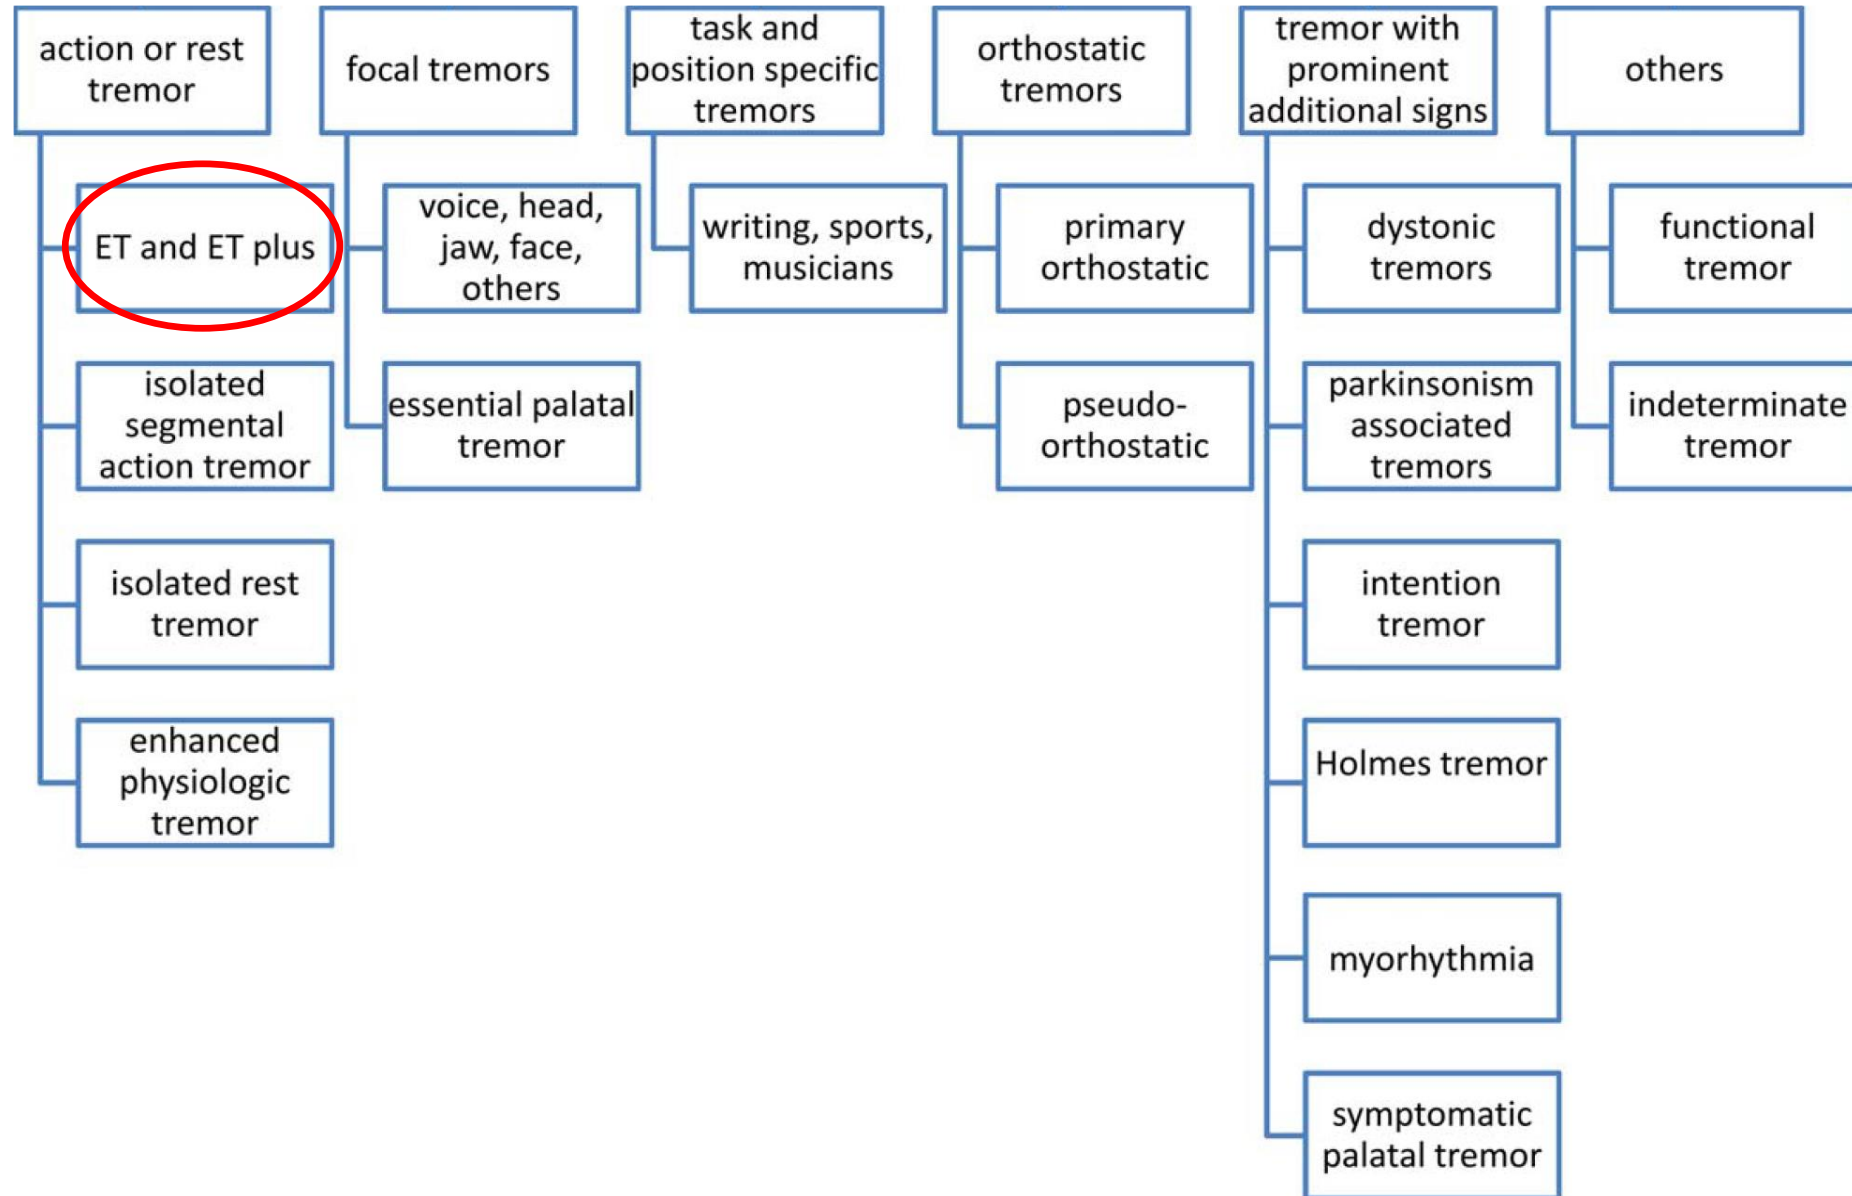 action or rest
tremor
ET and ET plus
isolated
segmental
action tremor
isolated rest
tremor
enhanced
physiologic
tremor
focal tremors
voice, head,
jaw, face,
others
essential palatal
tremor
task and
position specific
tremors
writing, sports,
musicians
orthostatic
tremors
primary
orthostatic
pseudo-
orthostatic
tremor with
prominent
additional signs
dystonic
tremors
parkinsonism
associated
tremors
intention
tremor
Holmes tremor
myorhythmia
symptomatic
palatal tremor
others
functional
tremor
indeterminate
tremor